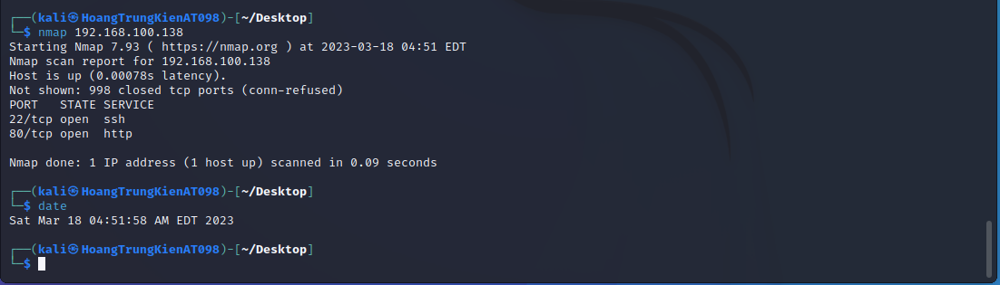 ┌──(kali㉿HoangTrungKienAT098)-[~/Desktop]
└─$ nmap 192.168.100.138
Starting Nmap 7.93 ( https://nmap.org ) at 2023-03-18 04:51 EDT
Nmap scan report for 192.168.100.138
Host is up (0.00078s latency).
Not shown: 998 closed tcp ports (conn-refused)
PORT   STATE SERVICE
22/tcp open  ssh
80/tcp open  http

Nmap done: 1 IP address (1 host up) scanned in 0.09 seconds

┌──(kali㉿HoangTrungKienAT098)-[~/Desktop]
└─$ date
Sat Mar 18 04:51:58 AM EDT 2023

┌──(kali㉿HoangTrungKienAT098)-[~/Desktop]
└─$